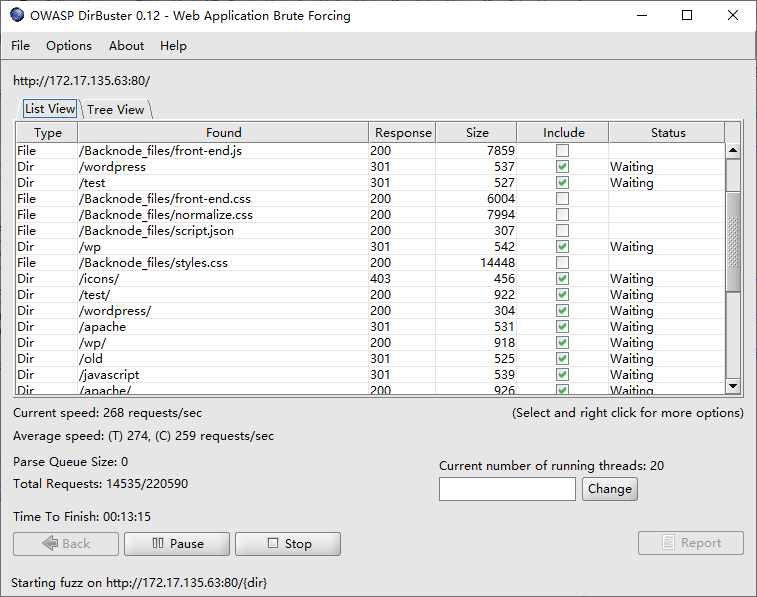 OWASP DirBuster 0.12 - Web Application Brute Forcing
File Options About Help
http://172.17.135.63:80/
List View Tree View
Type Found Response Size Include Status
File /Backnode_files/front-end.js 200 7859
Dir /wordpress 301 537 Waiting
Dir /test 301 527 Waiting
File /Backnode_files/front-end.css 200 6004
File /Backnode_files/normalize.css 200 7994
File /Backnode_files/script.json 200 307
Dir /wp 301 542 Waiting
File /Backnode_files/styles.css 200 14448
Dir /icons/ 403 456 Waiting
Dir /test/ 200 922 Waiting
Dir /wordpress/ 200 304 Waiting
Dir /apache 301 531 Waiting
Dir /wp/ 200 918 Waiting
Dir /old 301 525 Waiting
Dir /javascript 301 539 Waiting
Dir /apache/ 200 926 Waiting
Current speed: 268 requests/sec (Select and right click for more options)
Average speed: (T) 274, (C) 259 requests/sec
Parse Queue Size: 0 Current number of running threads: 20
Total Requests: 14535/220590 Change
Time To Finish: 00:13:15
Back Pause Stop Report
Starting fuzz on http://172.17.135.63:80/{dir}